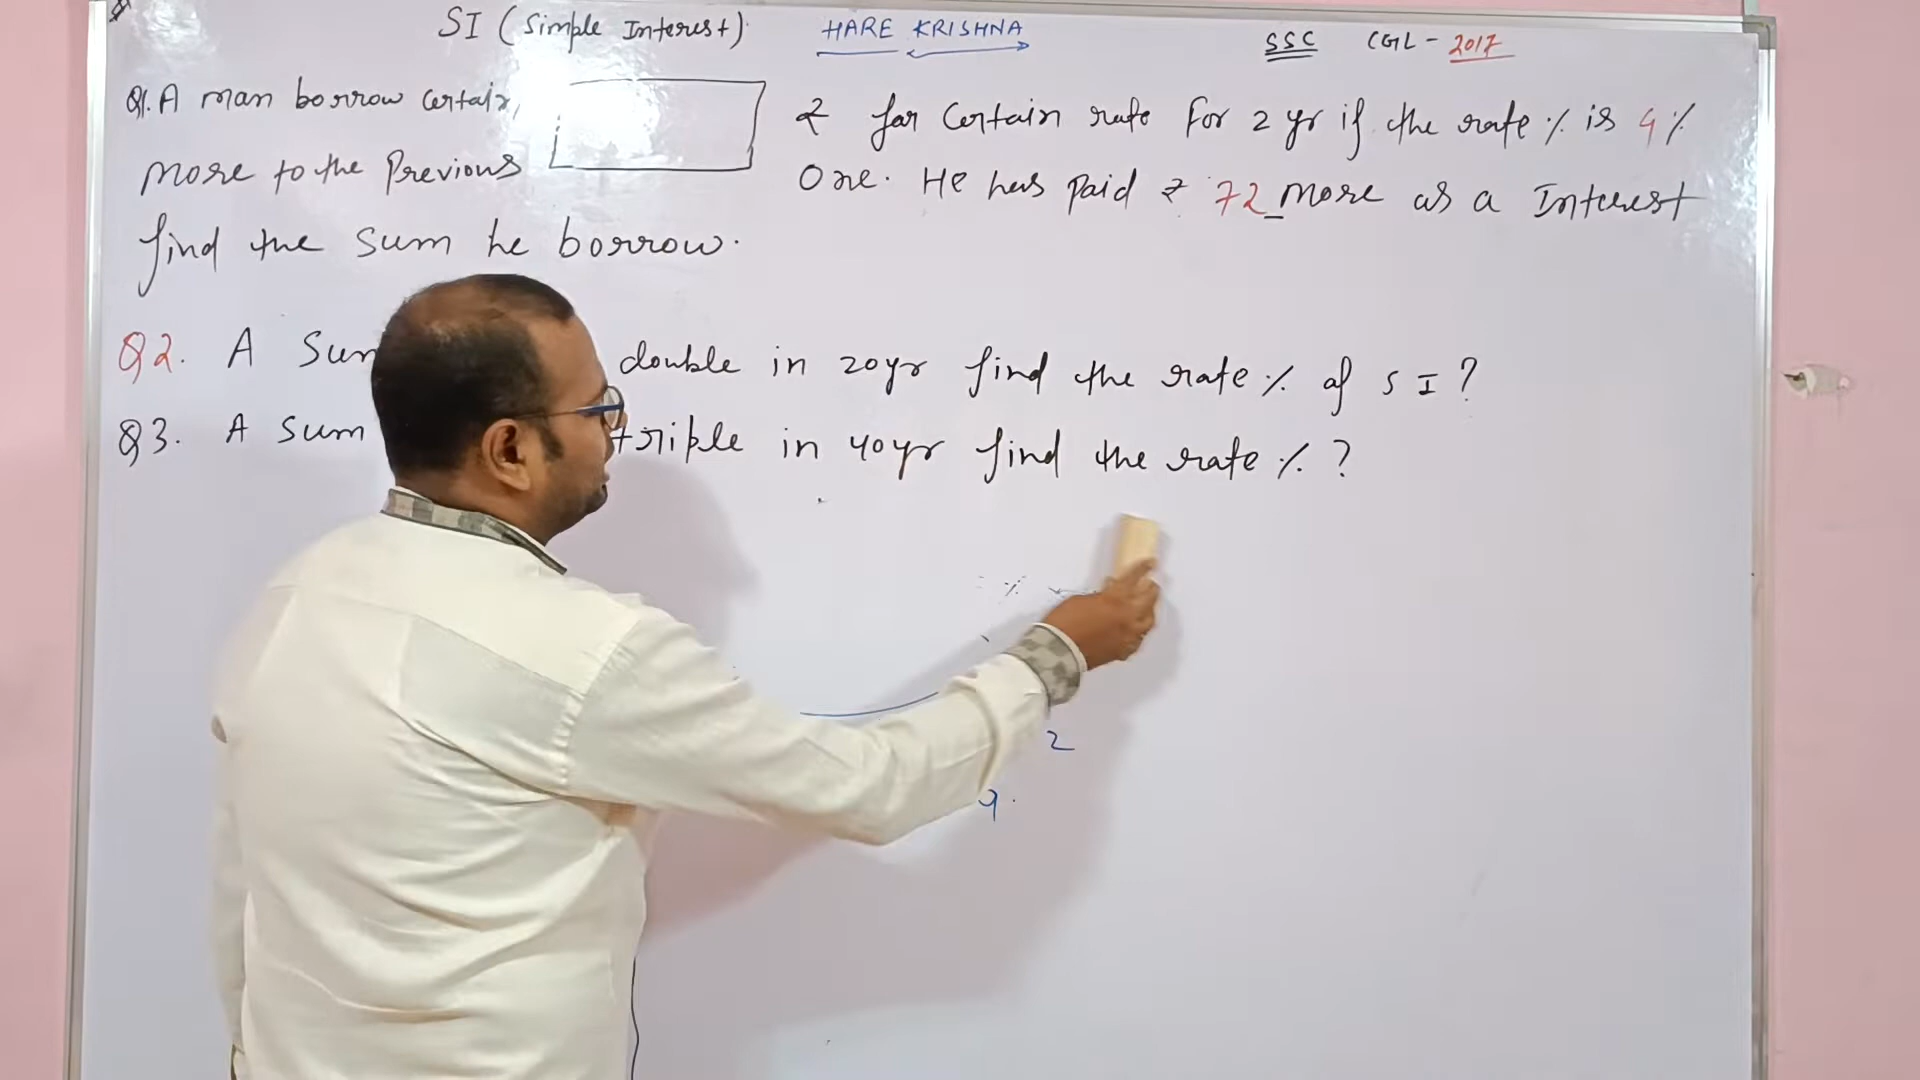 SI (Simple Interest) HARE KRISHNA SSC CGL - 2017
Q1. A man borrow certain ₹ for Certain rate for 2 yr if the rate % is 4%
more to the Previous One. He has Paid ₹ 72 more as a Interest
find the sum he borrow.
Q2. A Sum double in 20yr find the rate % of SI?
Q3. A sum triple in 40yr find the rate %?
%
2
9.